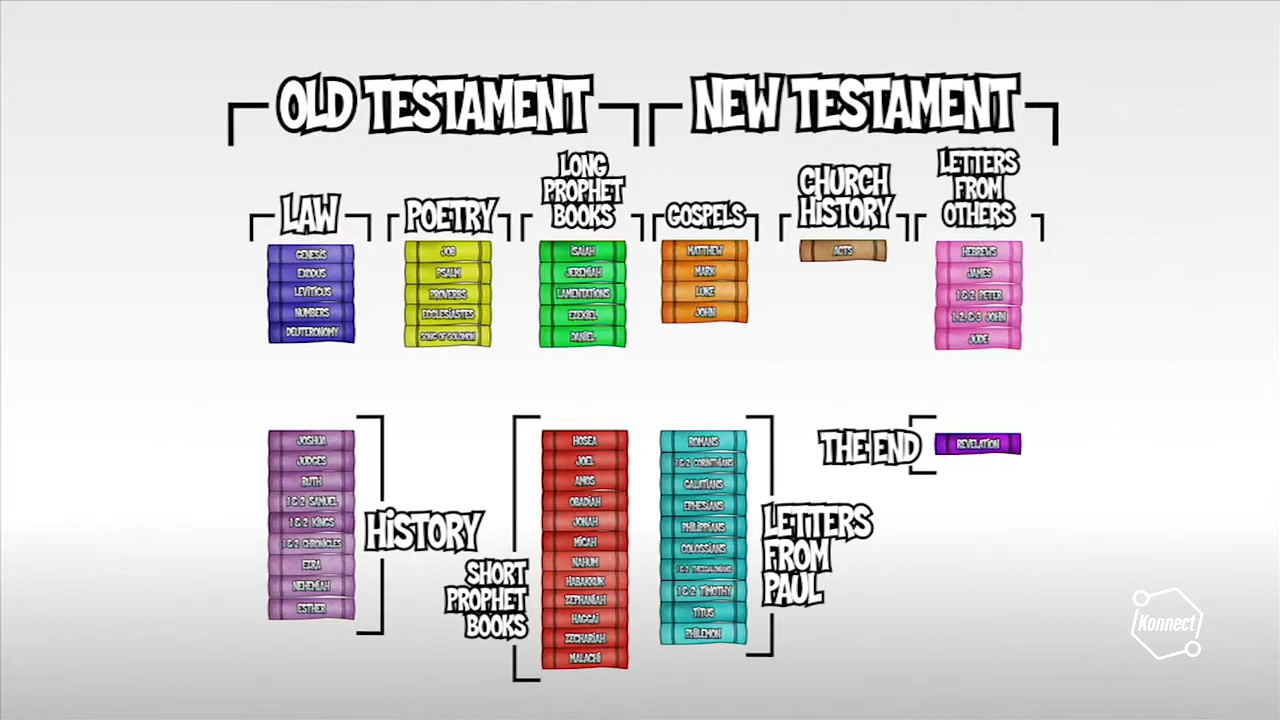 OLD TESTAMENT
NEW TESTAMENT
LAW
GENESIS
EXODUS
LEVITICUS
NUMBERS
DEUTERONOMY
POETRY
JOB
PSALM
PROVERBS
ECCLESIASTES
SONG OF SOLOMON
LONG
PROPHET
BOOKS
ISAIAH
JEREMIAH
LAMENTATIONS
EZEKIEL
DANIEL
GOSPELS
MATTHEW
MARK
LUKE
JOHN
CHURCH
HISTORY
ACTS
LETTERS
FROM
OTHERS
HEBREWS
JAMES
1 & 2 PETER
1, 2, & 3 JOHN
JUDE
JOSHUA
JUDGES
RUTH
1 & 2 SAMUEL
1 & 2 KINGS
1 & 2 CHRONICLES
EZRA
NEHEMIAH
ESTHER
HISTORY
SHORT
PROPHET
BOOKS
HOSEA
JOEL
AMOS
OBADIAH
JONAH
MICAH
NAHUM
HABAKKUK
ZEPHANIAH
HAGGAI
ZECHARIAH
MALACHI
ROMANS
1 & 2 CORINTHIANS
GALATIANS
EPHESIANS
PHILIPPIANS
COLOSSIANS
1 & 2 THESSALONIANS
1 & 2 TIMOTHY
TITUS
PHILEMON
LETTERS
FROM
PAUL
THE END
REVELATION
Konnect